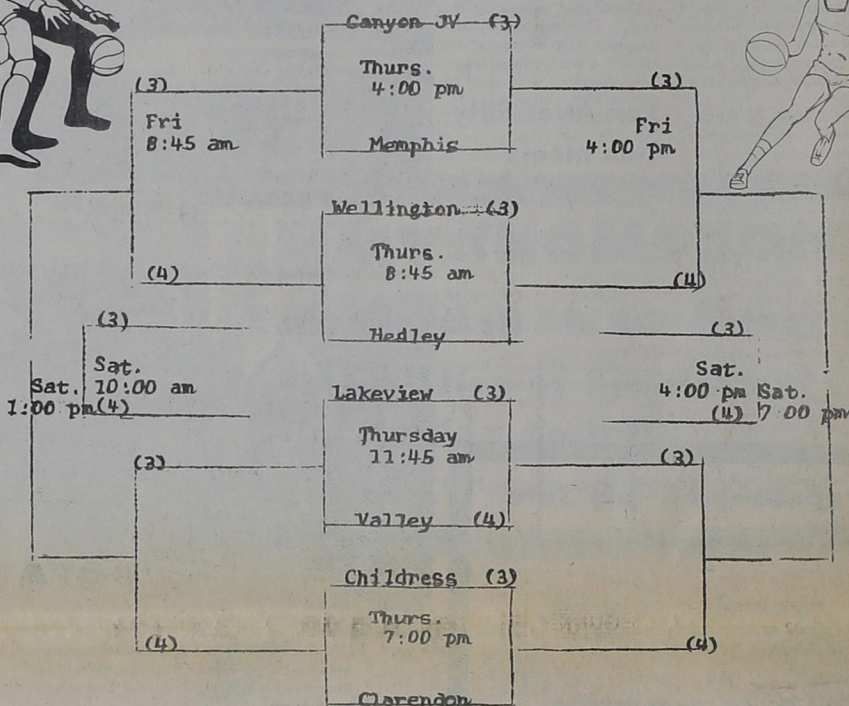 Canyon JV (3)
Thurs.
4:00 pm
Memphis
(3)
Fri
8:45 am
(4)
(3)
Fri
4:00 pm
(4)
Wellington (3)
Thurs.
8:45 am
Hedley
(3)
Sat.
10:00 am
(4)
Sat.
1:00 pm
(3)
Sat.
4:00 pm
(4)
Sat.
7:00 pm
Lakeview (3)
Thursday
11:45 am
Valley (4)
(3)
(4)
(3)
(4)
Childress (3)
Thurs.
7:00 pm
Clarendon